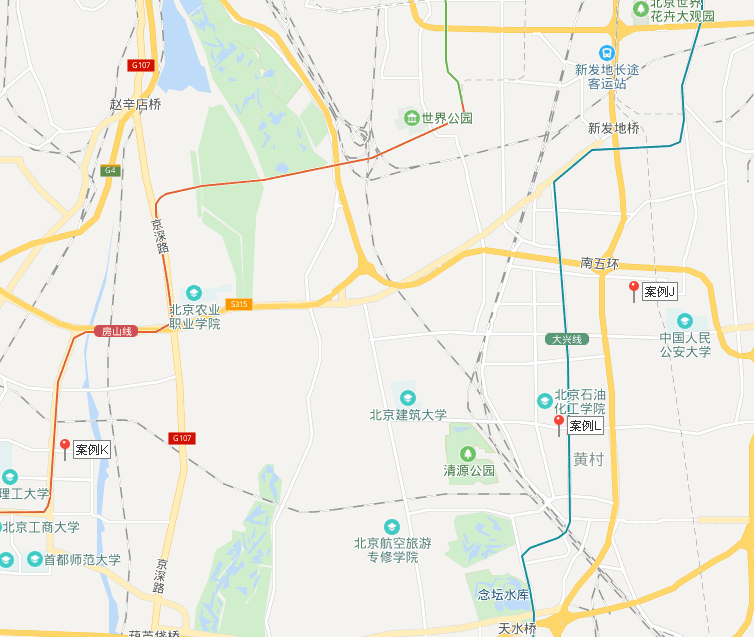 北京世界
花卉大观园
新发地长途
客运站
G107
赵辛店桥
世界公园
新发地桥
G4
京深路
南五环
案例J
北京农业
职业学院
S315
房山线
大兴线
中国人民
公安大学
北京建筑大学
北京石油
化工学院
案例L
G107
案例K
清源公园
黄村
理工大学
北京工商大学
北京航空旅游
专修学院
首都师范大学
京深路
念坛水库
天水桥
葫芦垡桥